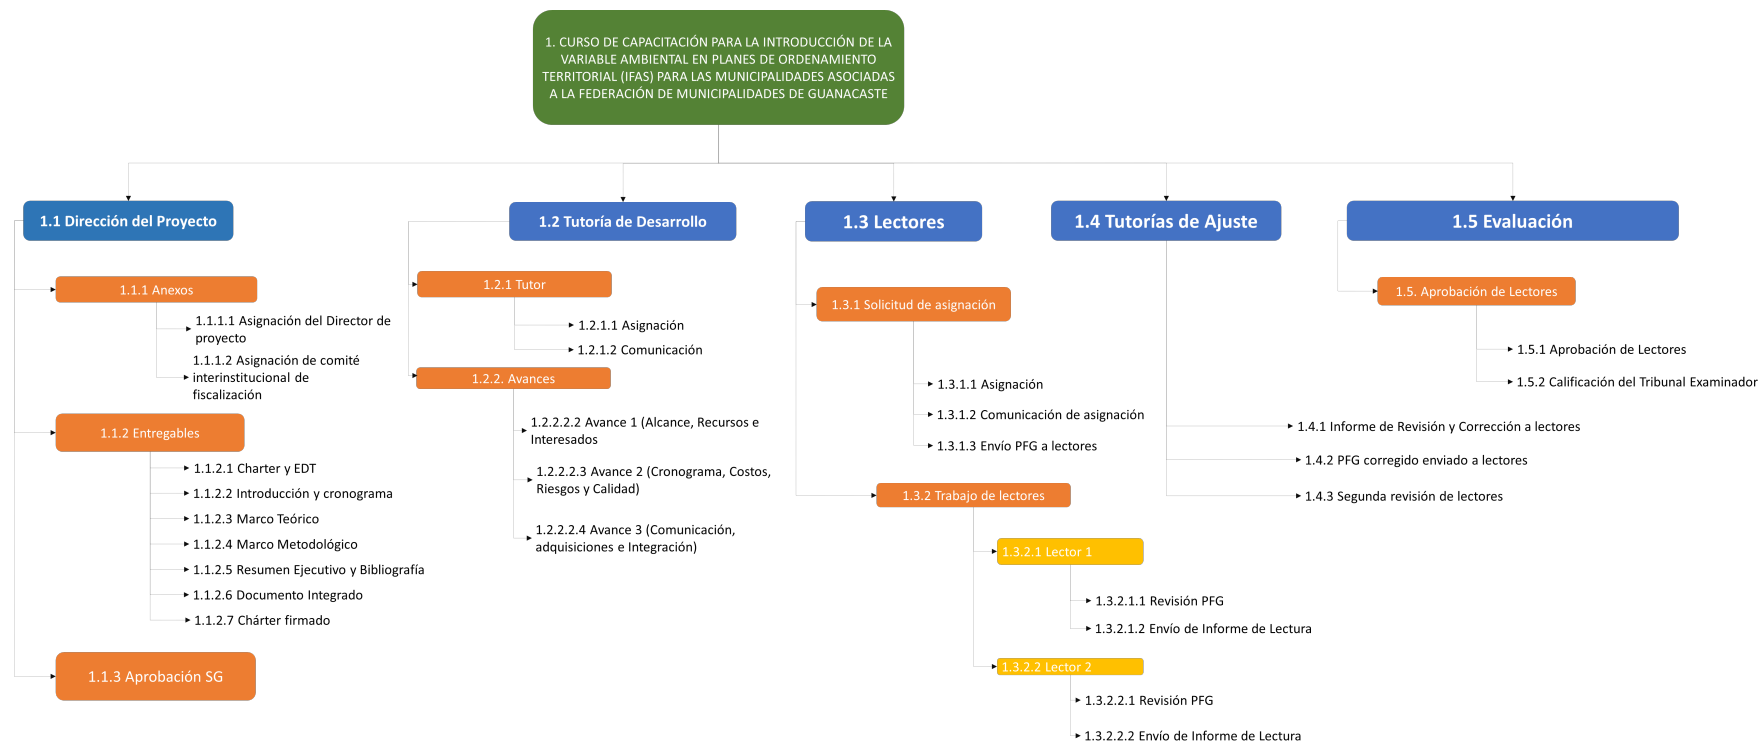 1. CURSO DE CAPACITACIÓN PARA LA INTRODUCCIÓN DE LA
VARIABLE AMBIENTAL EN PLANES DE ORDENAMIENTO
TERRITORIAL (IFAS) PARA LAS MUNICIPALIDADES ASOCIADAS
A LA FEDERACIÓN DE MUNICIPALIDADES DE GUANACASTE
1.1 Dirección del Proyecto
1.1.1 Anexos
1.1.1.1 Asignación del Director de
proyecto
1.1.1.2 Asignación de comité
interinstitucional de
fiscalización
1.1.2 Entregables
1.1.2.1 Charter y EDT
1.1.2.2 Introducción y cronograma
1.1.2.3 Marco Teórico
1.1.2.4 Marco Metodológico
1.1.2.5 Resumen Ejecutivo y Bibliografía
1.1.2.6 Documento Integrado
1.1.2.7 Chárter firmado
1.1.3 Aprobación SG
1.2 Tutoría de Desarrollo
1.2.1 Tutor
1.2.1.1 Asignación
1.2.1.2 Comunicación
1.2.2. Avances
1.2.2.2.2 Avance 1 (Alcance, Recursos e
Interesados
1.2.2.2.3 Avance 2 (Cronograma, Costos,
Riesgos y Calidad)
1.2.2.2.4 Avance 3 (Comunicación,
adquisiciones e Integración)
1.3 Lectores
1.3.1 Solicitud de asignación
1.3.1.1 Asignación
1.3.1.2 Comunicación de asignación
1.3.1.3 Envío PFG a lectores
1.3.2 Trabajo de lectores
1.3.2.1 Lector 1
1.3.2.1.1 Revisión PFG
1.3.2.1.2 Envío de Informe de Lectura
1.3.2.2 Lector 2
1.3.2.2.1 Revisión PFG
1.3.2.2.2 Envío de Informe de Lectura
1.4 Tutorías de Ajuste
1.4.1 Informe de Revisión y Corrección a lectores
1.4.2 PFG corregido enviado a lectores
1.4.3 Segunda revisión de lectores
1.5 Evaluación
1.5. Aprobación de Lectores
1.5.1 Aprobación de Lectores
1.5.2 Calificación del Tribunal Examinador